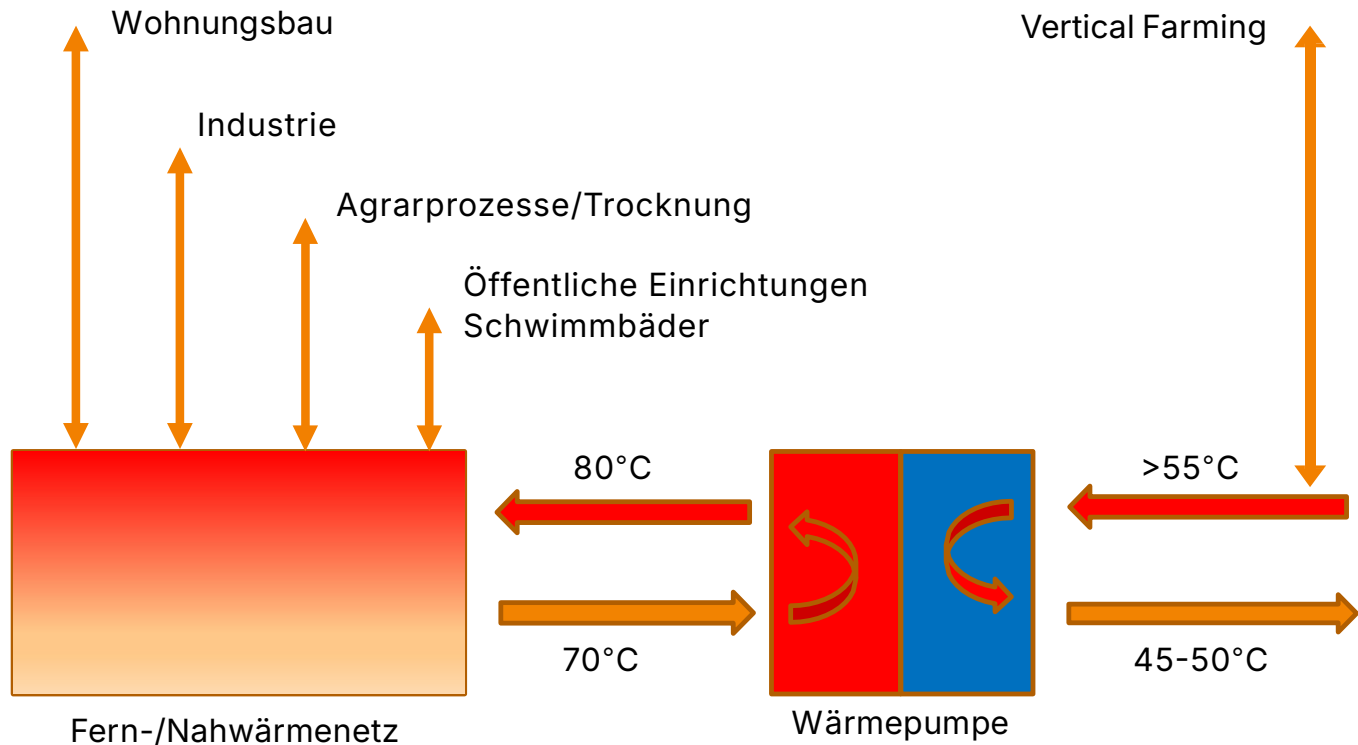 Wohnungsbau
Vertical Farming
Industrie
Agrarprozesse/Trocknung
Öffentliche Einrichtungen
Schwimmbäder
80°C
>55°C
70°C
45-50°C
Fern-/Nahwärmenetz
Wärmepumpe